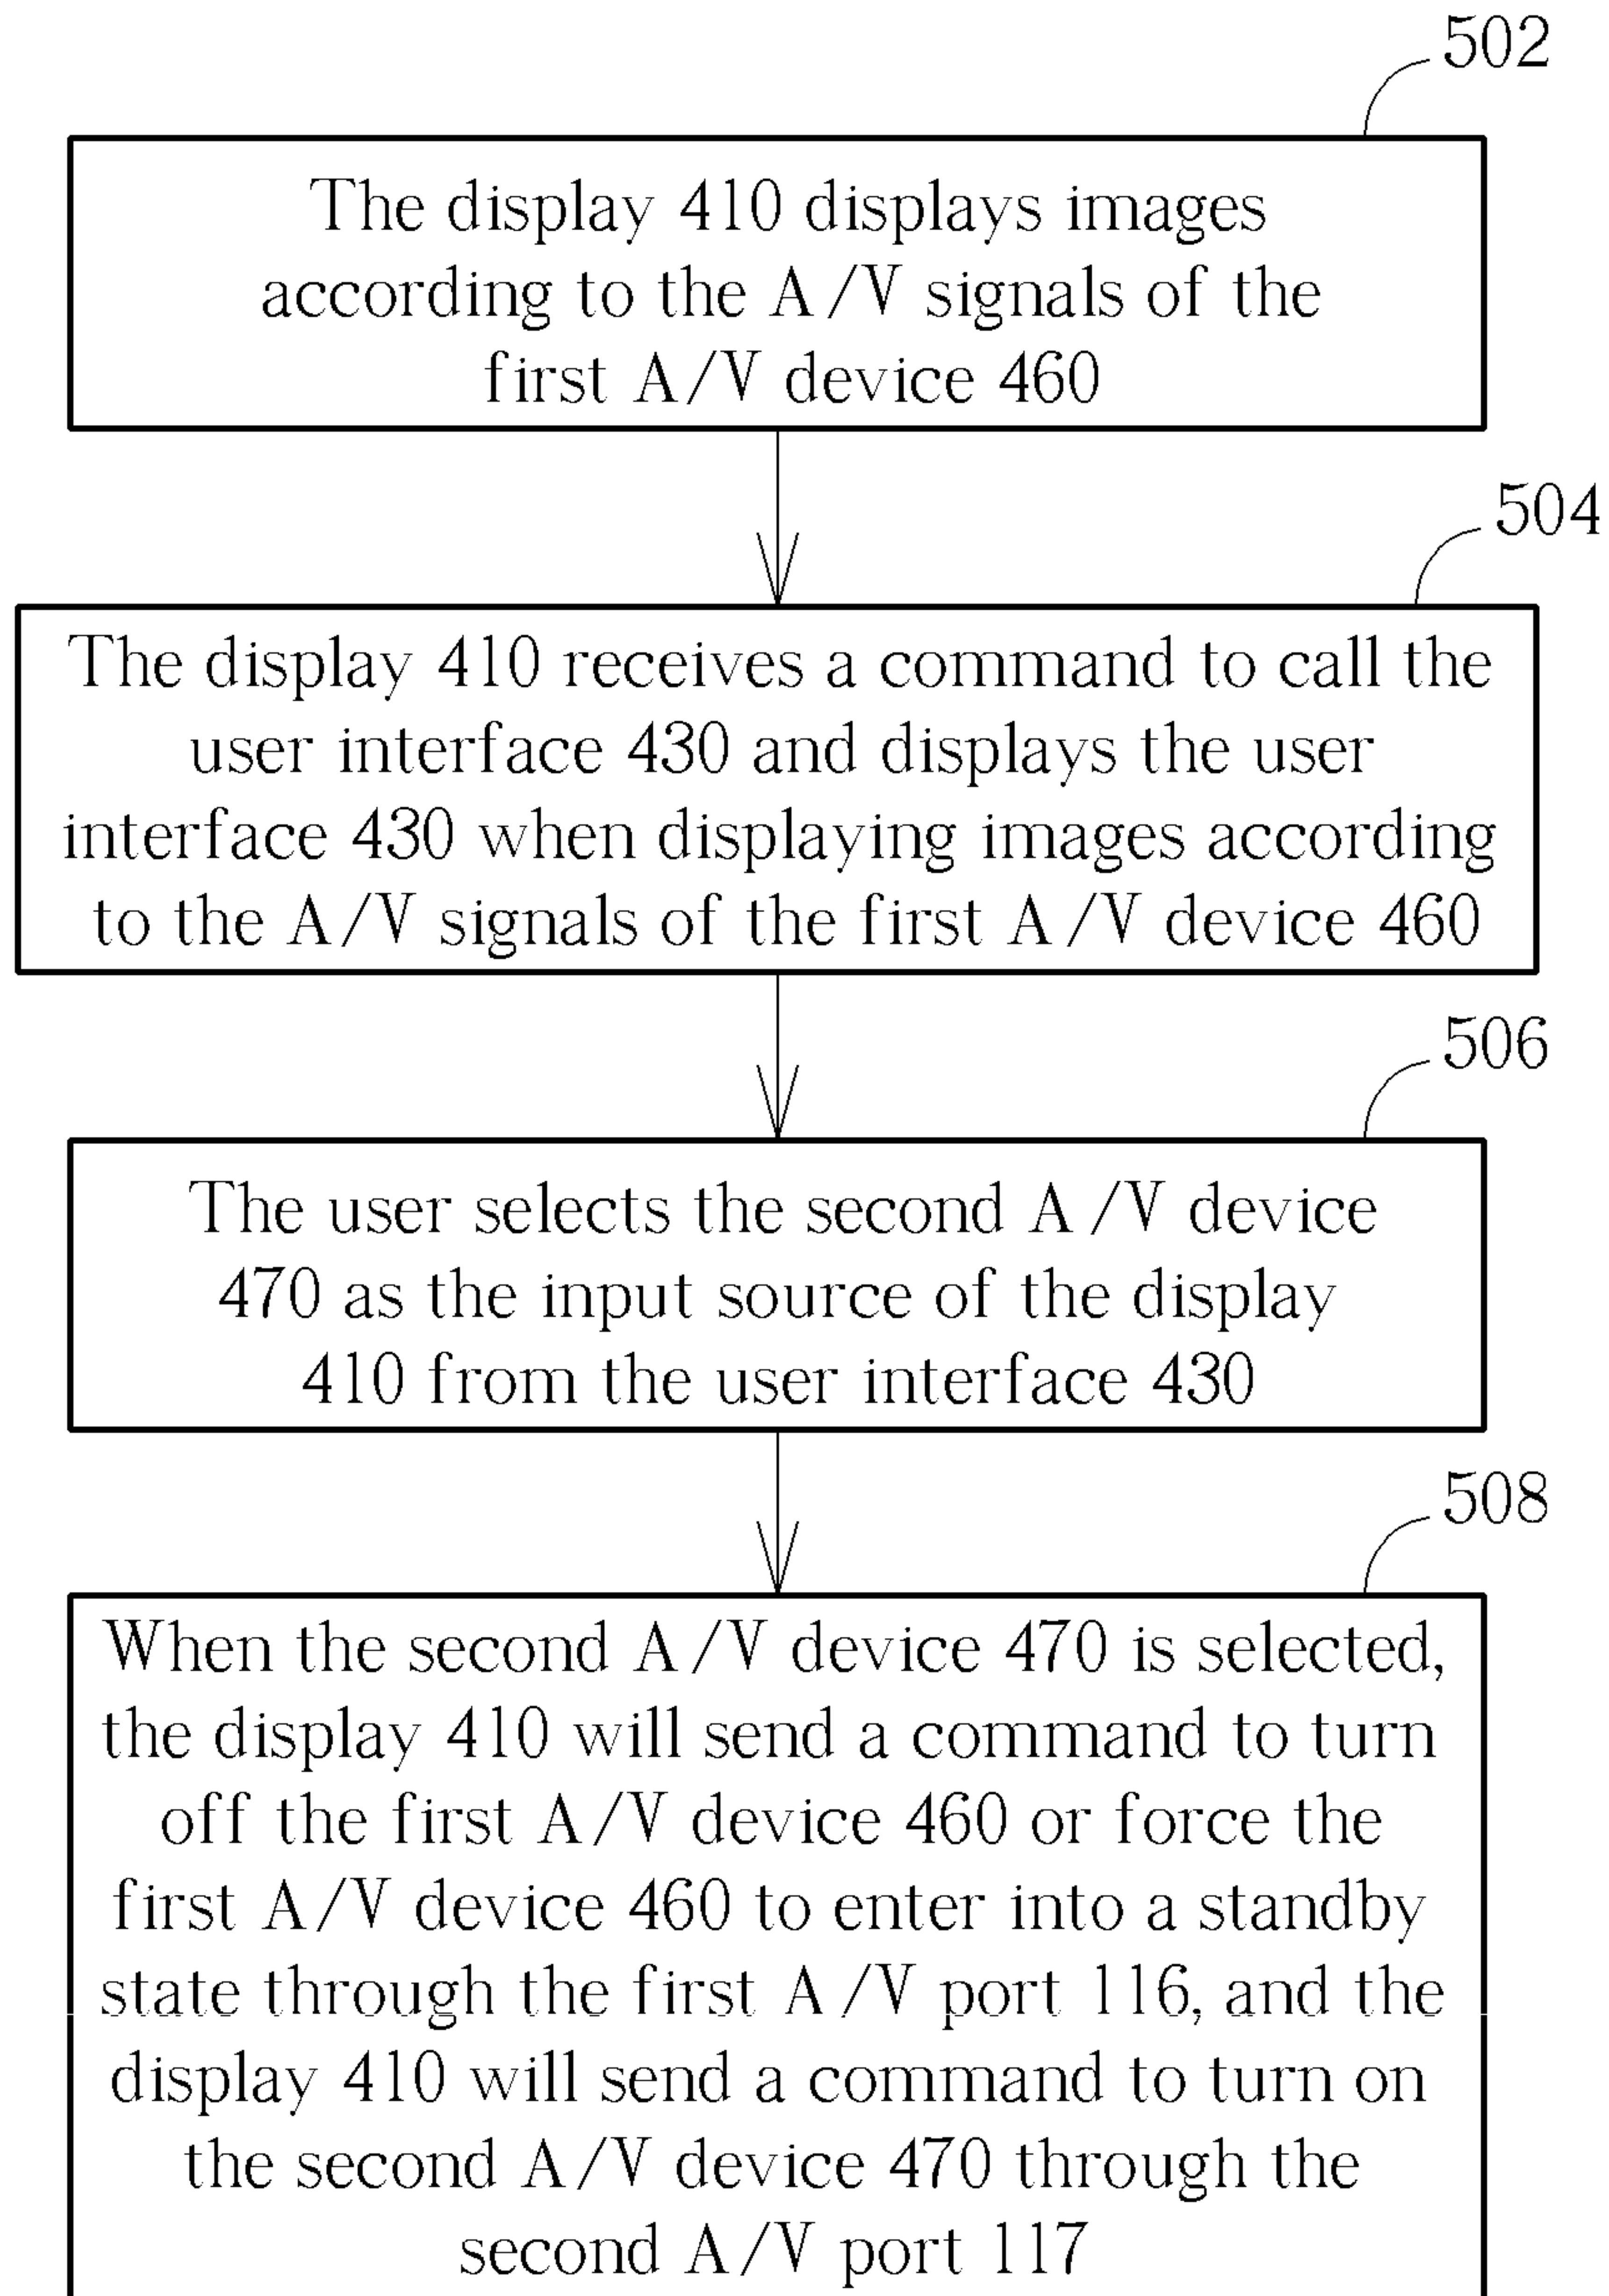 502
The display 410 displays images
according to the A/V signals of the
first A/V device 460
504
The display 410 receives a command to call the
user interface 430 and displays the user
interface 430 when displaying images according
to the A/V signals of the first A/V device 460
506
The user selects the second A/V device
470 as the input source of the display
410 from the user interface 430
508
When the second A/V device 470 is selected,
the display 410 will send a command to turn
off the first A/V device 460 or force the
first A/V device 460 to enter into a standby
state through the first A/V port 116, and the
display 410 will send a command to turn on
the second A/V device 470 through the
second A/V port 117